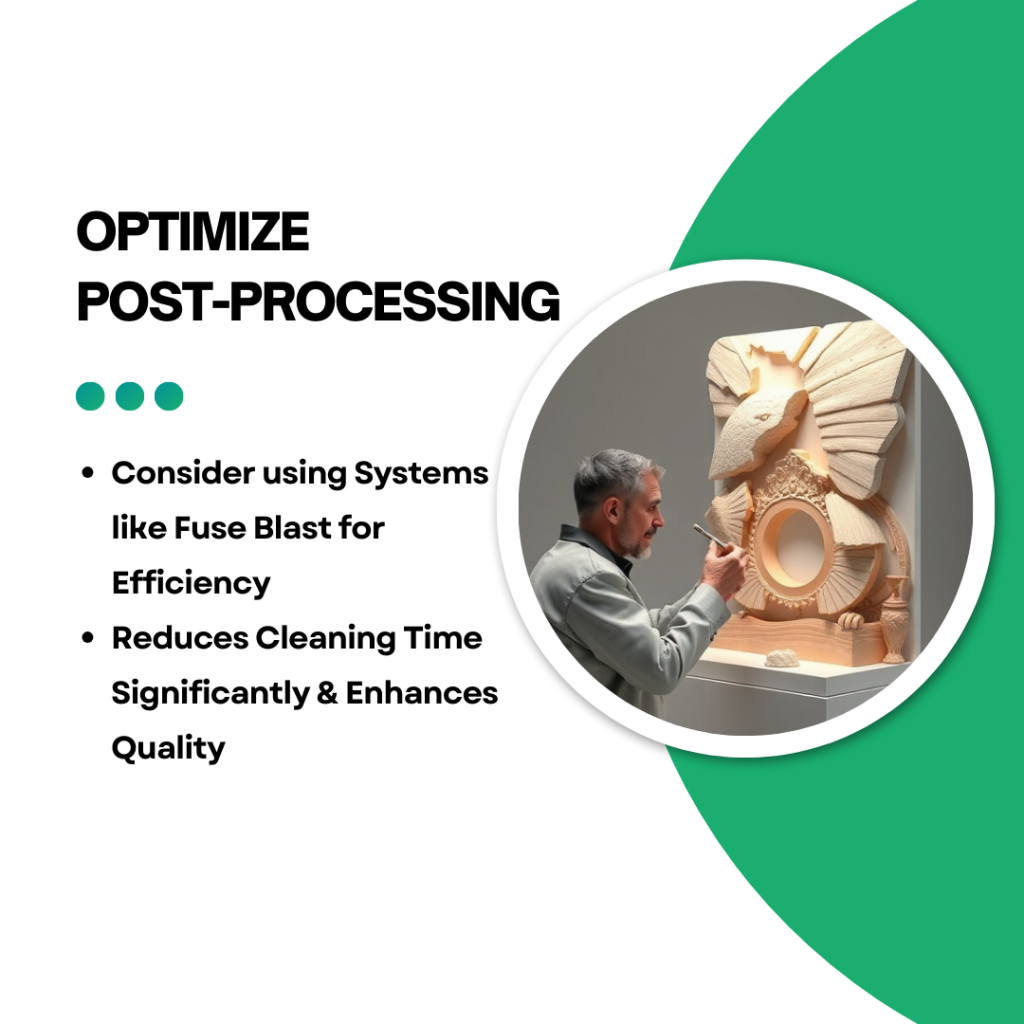 OPTIMIZE
POST-PROCESSING
• Consider using Systems
like Fuse Blast for
Efficiency
• Reduces Cleaning Time
Significantly & Enhances
Quality